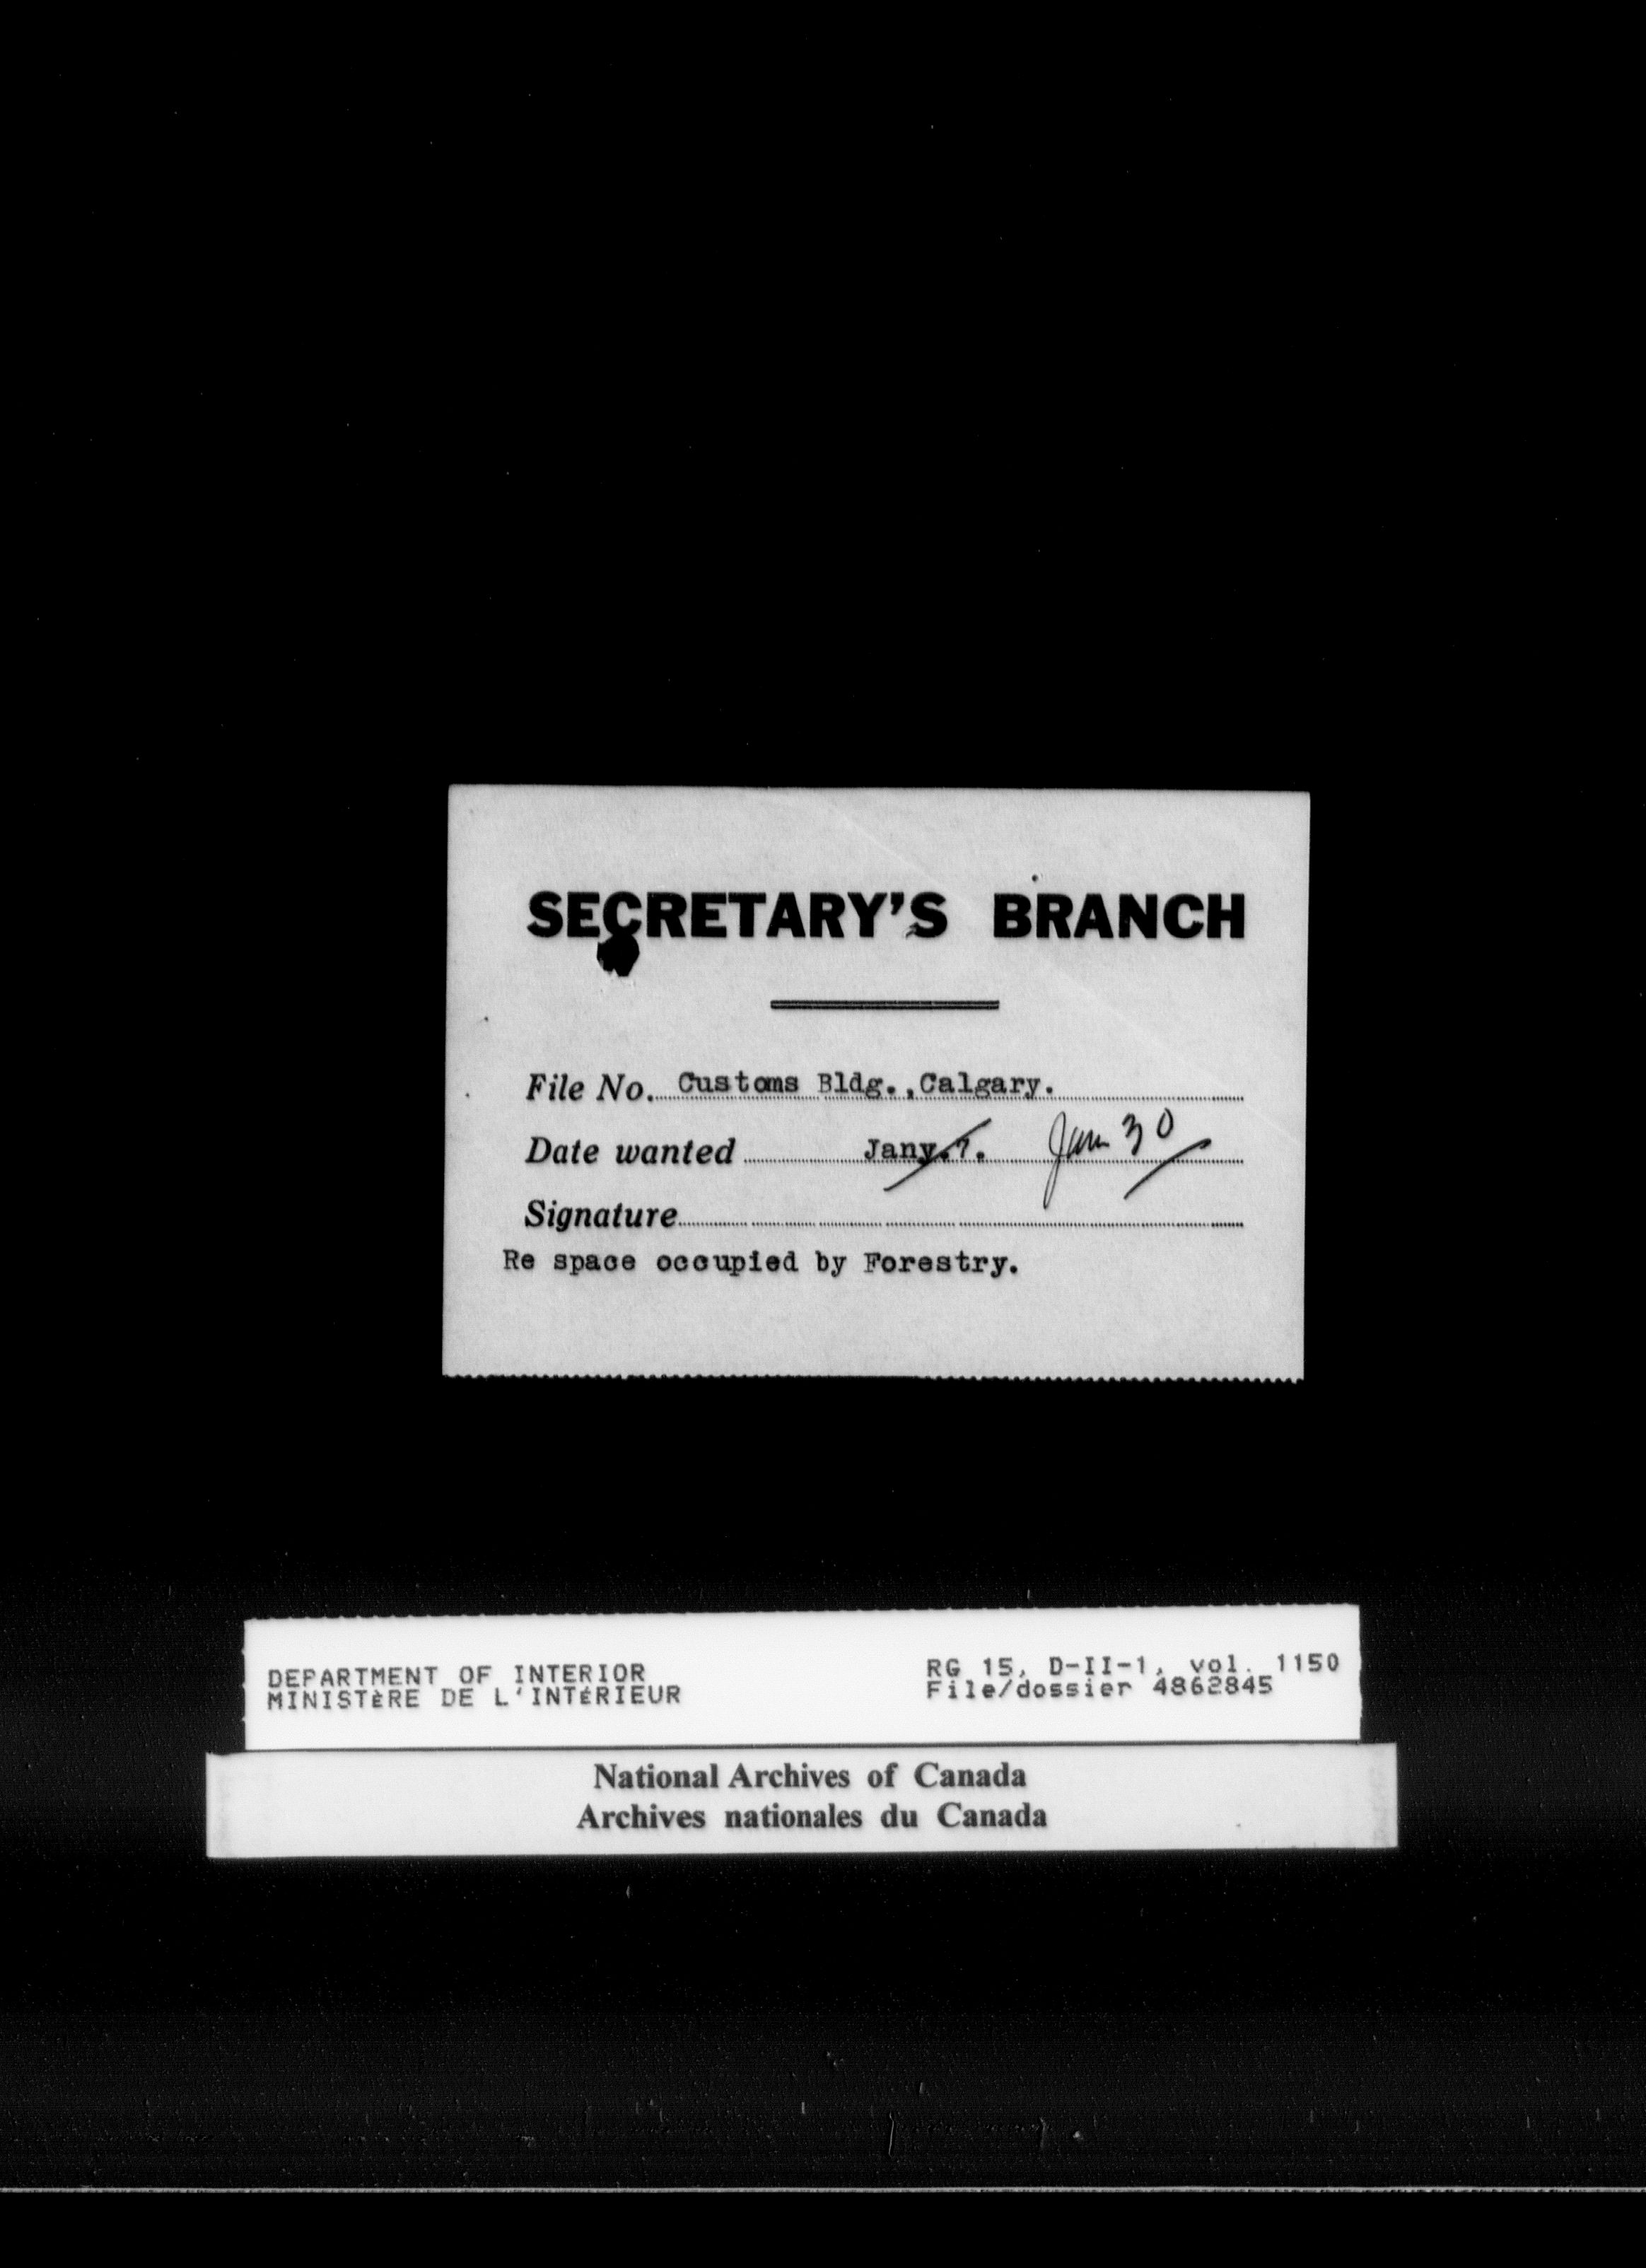 SECRETARY'S BRANCH
File No. Customs Bldg., Calgary.
Date wanted Jany. 7. Jan 30
Signature
Re space occupied by Forestry.
DEPARTMENT OF INTERIOR
MINISTÈRE DE L'INTÉRIEUR
RG 15, D-II-1, vol. 1150
File/dossier 4862845
National Archives of Canada
Archives nationales du Canada